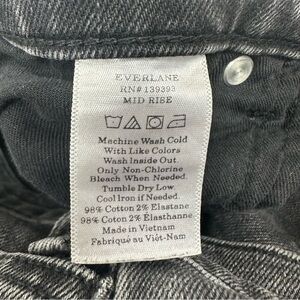 EVERLANE
RN# 139393
MID RISE
Machine Wash Cold
With Like Colors
Wash Inside Out.
Only Non-Chlorine
Bleach When Needed.
Tumble Dry Low.
Cool Iron if Needed.
98% Cotton 2% Elastane
98% Coton 2% Élasthanne
Made in Vietnam
Fabriqué au Viêt-Nam